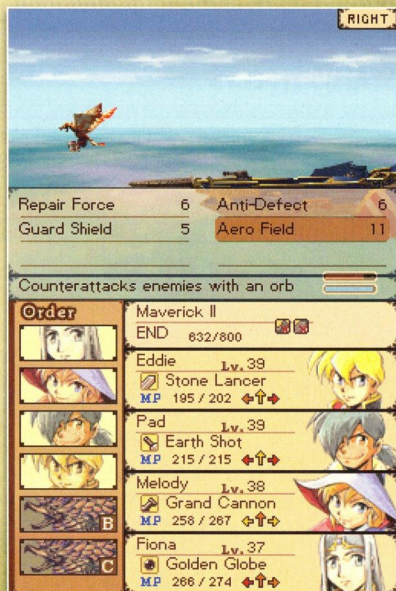 RIGHT
Repair Force 6 Anti-Defect 6
Guard Shield 5 Aero Field 11
Counterattacks enemies with an orb
Order
B
C
Maverick II
END 632/800
Eddie Lv. 39
Stone Lancer
MP 195 / 202
Pad Lv. 39
Earth Shot
MP 215 / 215
Melody Lv. 38
Grand Cannon
MP 258 / 267
Fiona Lv. 37
Golden Globe
MP 266 / 274